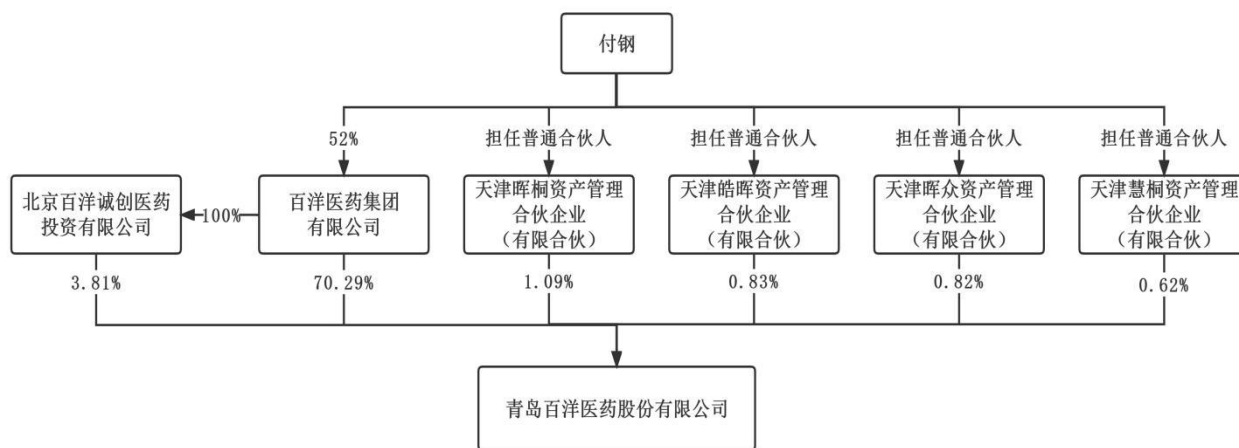 付钢
52%
担任普通合伙人
担任普通合伙人
担任普通合伙人
担任普通合伙人
北京百洋诚创医药
投资有限公司
100%
百洋医药集团
有限公司
天津晖桐资产管理
合伙企业
（有限合伙）
天津皓晖资产管理
合伙企业
（有限合伙）
天津晖众资产管理
合伙企业
（有限合伙）
天津慧桐资产管理
合伙企业
（有限合伙）
3.81%
70.29%
1.09%
0.83%
0.82%
0.62%
青岛百洋医药股份有限公司